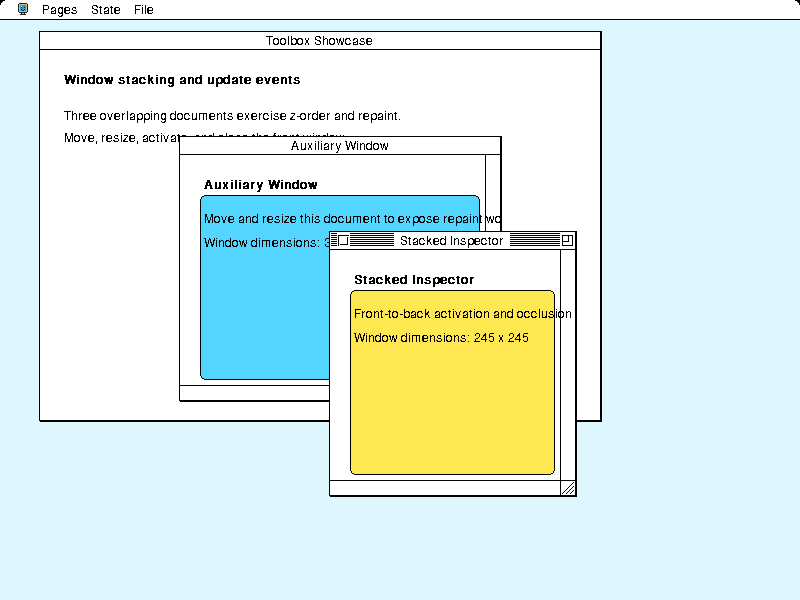 Pages State File
Toolbox Showcase
Window stacking and update events
Three overlapping documents exercise z-order and repaint.
Move, resize, activate, and close the front window.
Auxiliary Window
Auxiliary Window
Move and resize this document to expose repaint wo
Window dimensions: 3
Stacked Inspector
Stacked Inspector
Front-to-back activation and occlusion
Window dimensions: 245 x 245